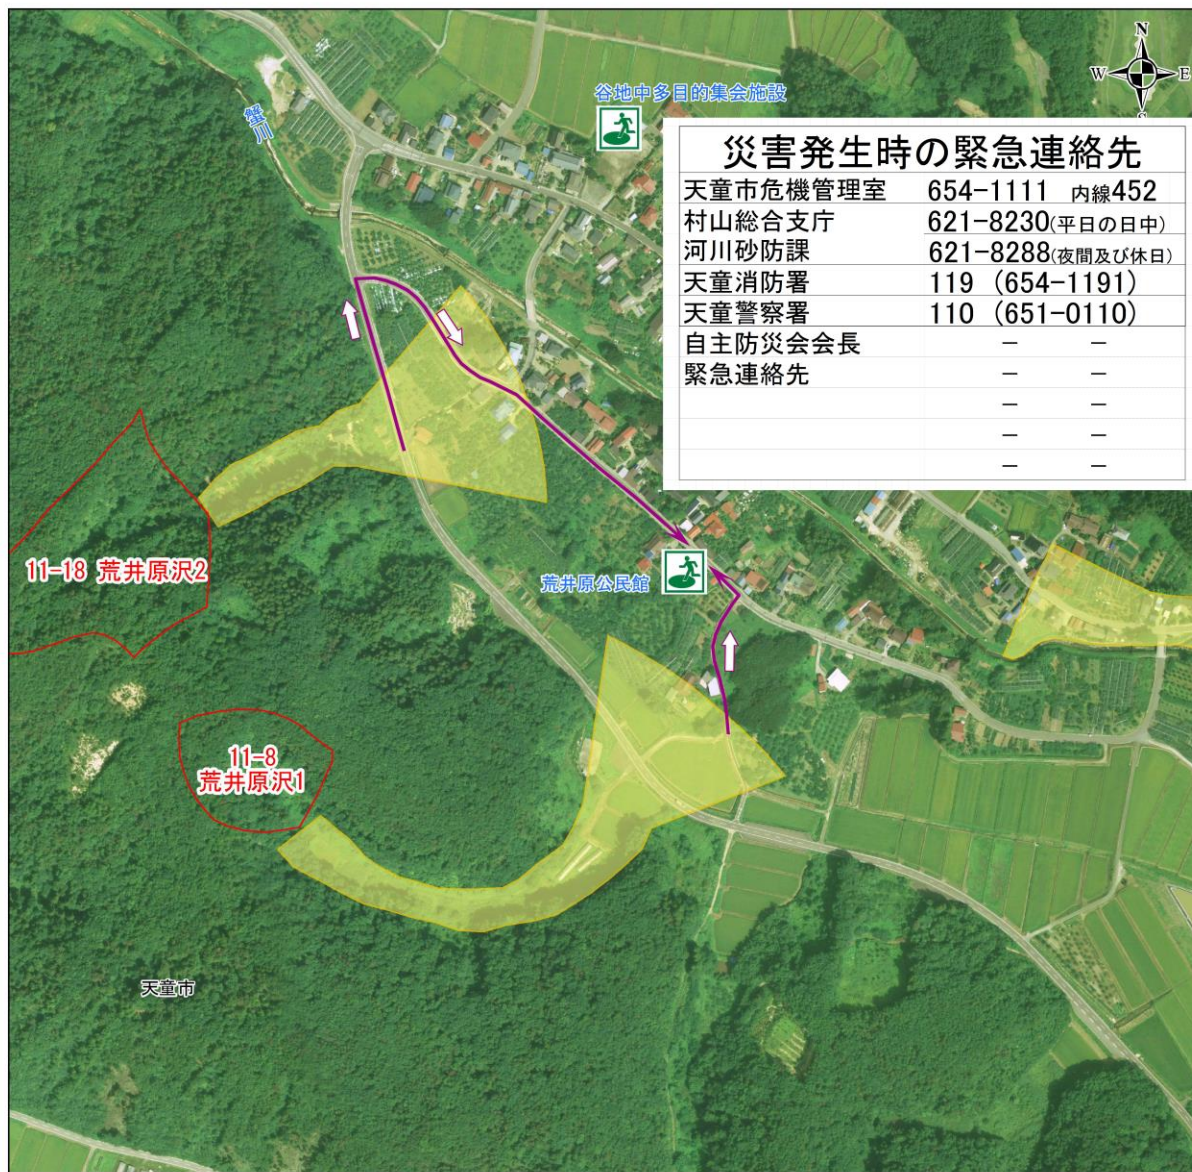 N
W
E
谷地中多目的集会施設
蟹川
災害発生時の緊急連絡先
天童市危機管理室 654-1111 内線452
村山総合支庁 621-8230(平日の日中)
河川砂防課 621-8288(夜間及び休日)
天童消防署 119 (654-1191)
天童警察署 110 (651-0110)
自主防災会会長 － －
緊急連絡先 － －
－ －
－ －
－ －
11-18 荒井原沢2
荒井原公民館
11-8
荒井原沢1
天童市